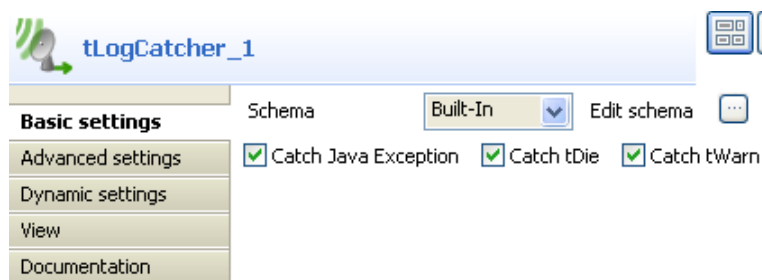 tLogCatcher_1
Basic settings
Schema Built-In Edit schema ...
Advanced settings
Catch Java Exception Catch tDie Catch tWarn
Dynamic settings
View
Documentation